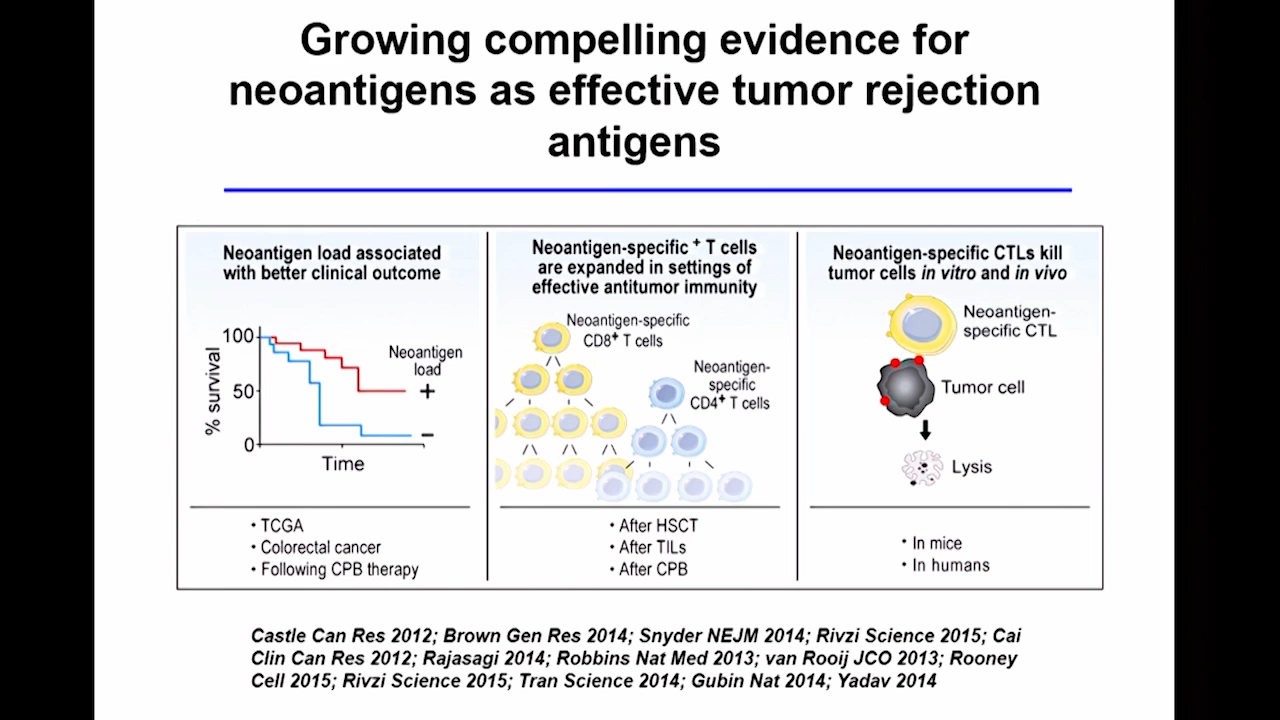 Growing compelling evidence for
neoantigens as effective tumor rejection
antigens
Neoantigen load associated
with better clinical outcome
100
50
0
% survival
Time
Neoantigen
load
+
–
• TCGA
• Colorectal cancer
• Following CPB therapy
Neoantigen-specific + T cells
are expanded in settings of
effective antitumor immunity
Neoantigen-specific
CD8+ T cells
Neoantigen-
specific
CD4+ T cells
• After HSCT
• After TILs
• After CPB
Neoantigen-specific CTLs kill
tumor cells in vitro and in vivo
Neoantigen-
specific CTL
Tumor cell
Lysis
• In mice
• In humans
Castle Can Res 2012; Brown Gen Res 2014; Snyder NEJM 2014; Rivzi Science 2015; Cai
Clin Can Res 2012; Rajasagi 2014; Robbins Nat Med 2013; van Rooij JCO 2013; Rooney
Cell 2015; Rivzi Science 2015; Tran Science 2014; Gubin Nat 2014; Yadav 2014